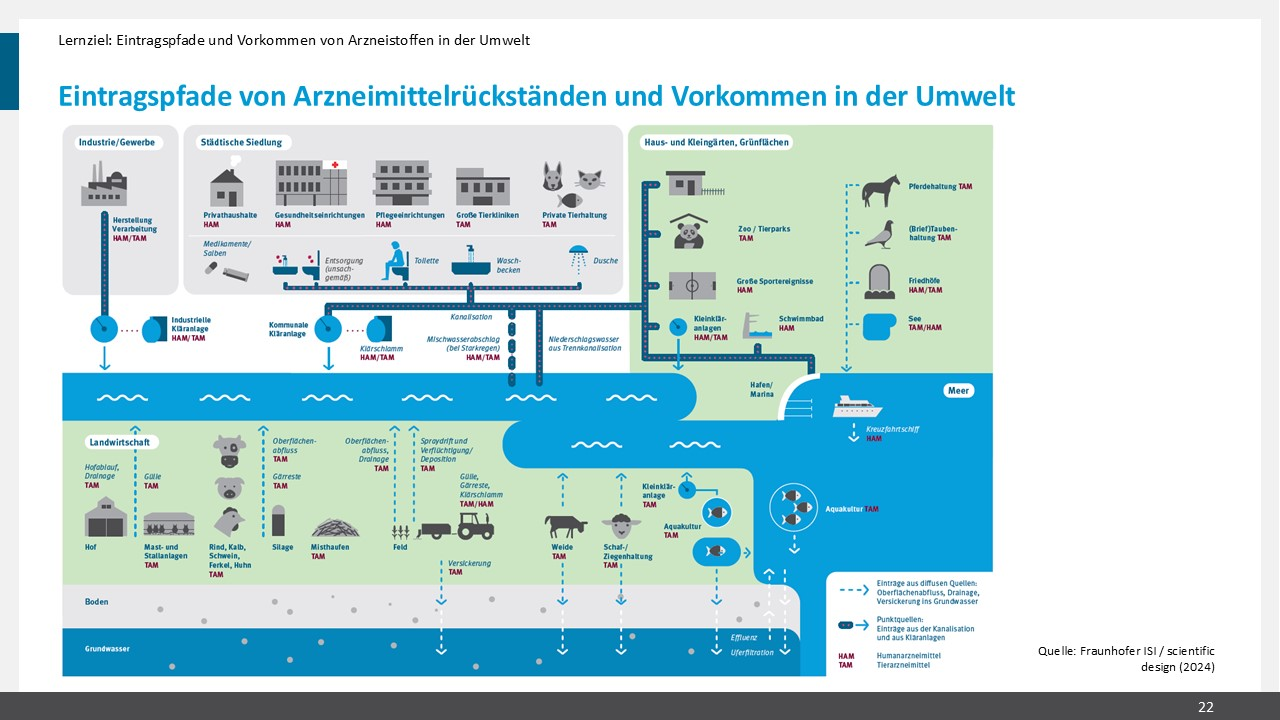 Lernziel: Eintragspfade und Vorkommen von Arzneistoffen in der Umwelt
Eintragspfade von Arzneimittelrückständen und Vorkommen in der Umwelt
Industrie/Gewerbe
Herstellung
Verarbeitung
HAM/TAM
Städtische Siedlung
Privathaushalte
HAM
Gesundheitseinrichtungen
HAM
Pflegeeinrichtungen
HAM
Große Tierkliniken
TAM
Private Tierhaltung
TAM
Medikamente/
Salben
Entsorgung
(unsach-
gemäß)
Toilette
Wasch-
becken
Dusche
Haus- und Kleingärten, Grünflächen
Zoo / Tierparks
TAM
Große Sportereignisse
HAM
Kleinklär-
anlagen
HAM/TAM
Schwimmbad
HAM
Pferdehaltung TAM
(Brief)Tauben-
haltung TAM
Friedhöfe
HAM/TAM
See
TAM/HAM
Industrielle
Kläranlage
HAM/TAM
Kommunale
Kläranlage
Klärschlamm
HAM/TAM
Kanalisation
Mischwasserabschlag
(bei Starkregen)
HAM/TAM
Niederschlagswasser
aus Trennkanalisation
Hafen/
Marina
Meer
Kreuzfahrtschiff
HAM
Landwirtschaft
Hofablauf,
Drainage
TAM
Gülle
TAM
Oberflächen-
abfluss
TAM
Gärreste
TAM
Oberflächen-
abfluss,
Drainage
TAM
Spraydrift und
Verflüchtigung/
Deposition
TAM
Gülle,
Gärreste,
Klärschlamm
TAM/HAM
Kleinklär-
anlage
TAM
Aquakultur
TAM
Aquakultur TAM
Hof
Mast- und
Stallanlagen
TAM
Rind, Kalb,
Schwein,
Ferkel, Huhn
TAM
Silage
Misthaufen
TAM
Feld
Versickerung
TAM
Weide
TAM
Schaf-/
Ziegenhaltung
TAM
Boden
Grundwasser
Effluenz
Uferfiltration
Einträge aus diffusen Quellen:
Oberflächenabfluss, Drainage,
Versickerung ins Grundwasser
Punktquellen:
Einträge aus der Kanalisation
und aus Kläranlagen
HAM Humanarzneimittel
TAM Tierarzneimittel
Quelle: Fraunhofer ISI / scientific
design (2024)
22